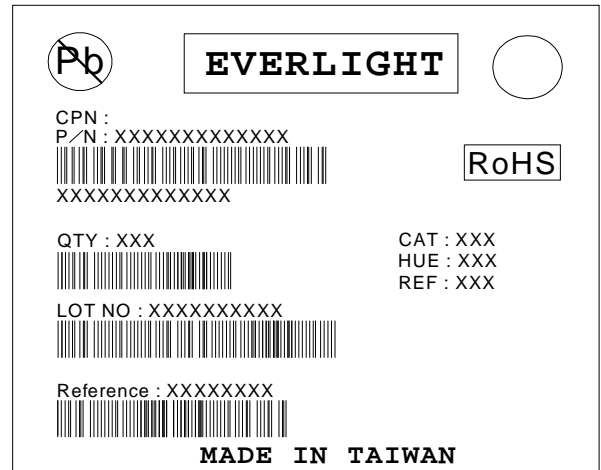 Pb
EVERLIGHT
CPN :
P/N : XXXXXXXXXXXXX
RoHS
XXXXXXXXXXXXX
QTY : XXX
CAT : XXX
HUE : XXX
REF : XXX
LOT NO : XXXXXXXXXX
Reference : XXXXXXXX
MADE IN TAIWAN